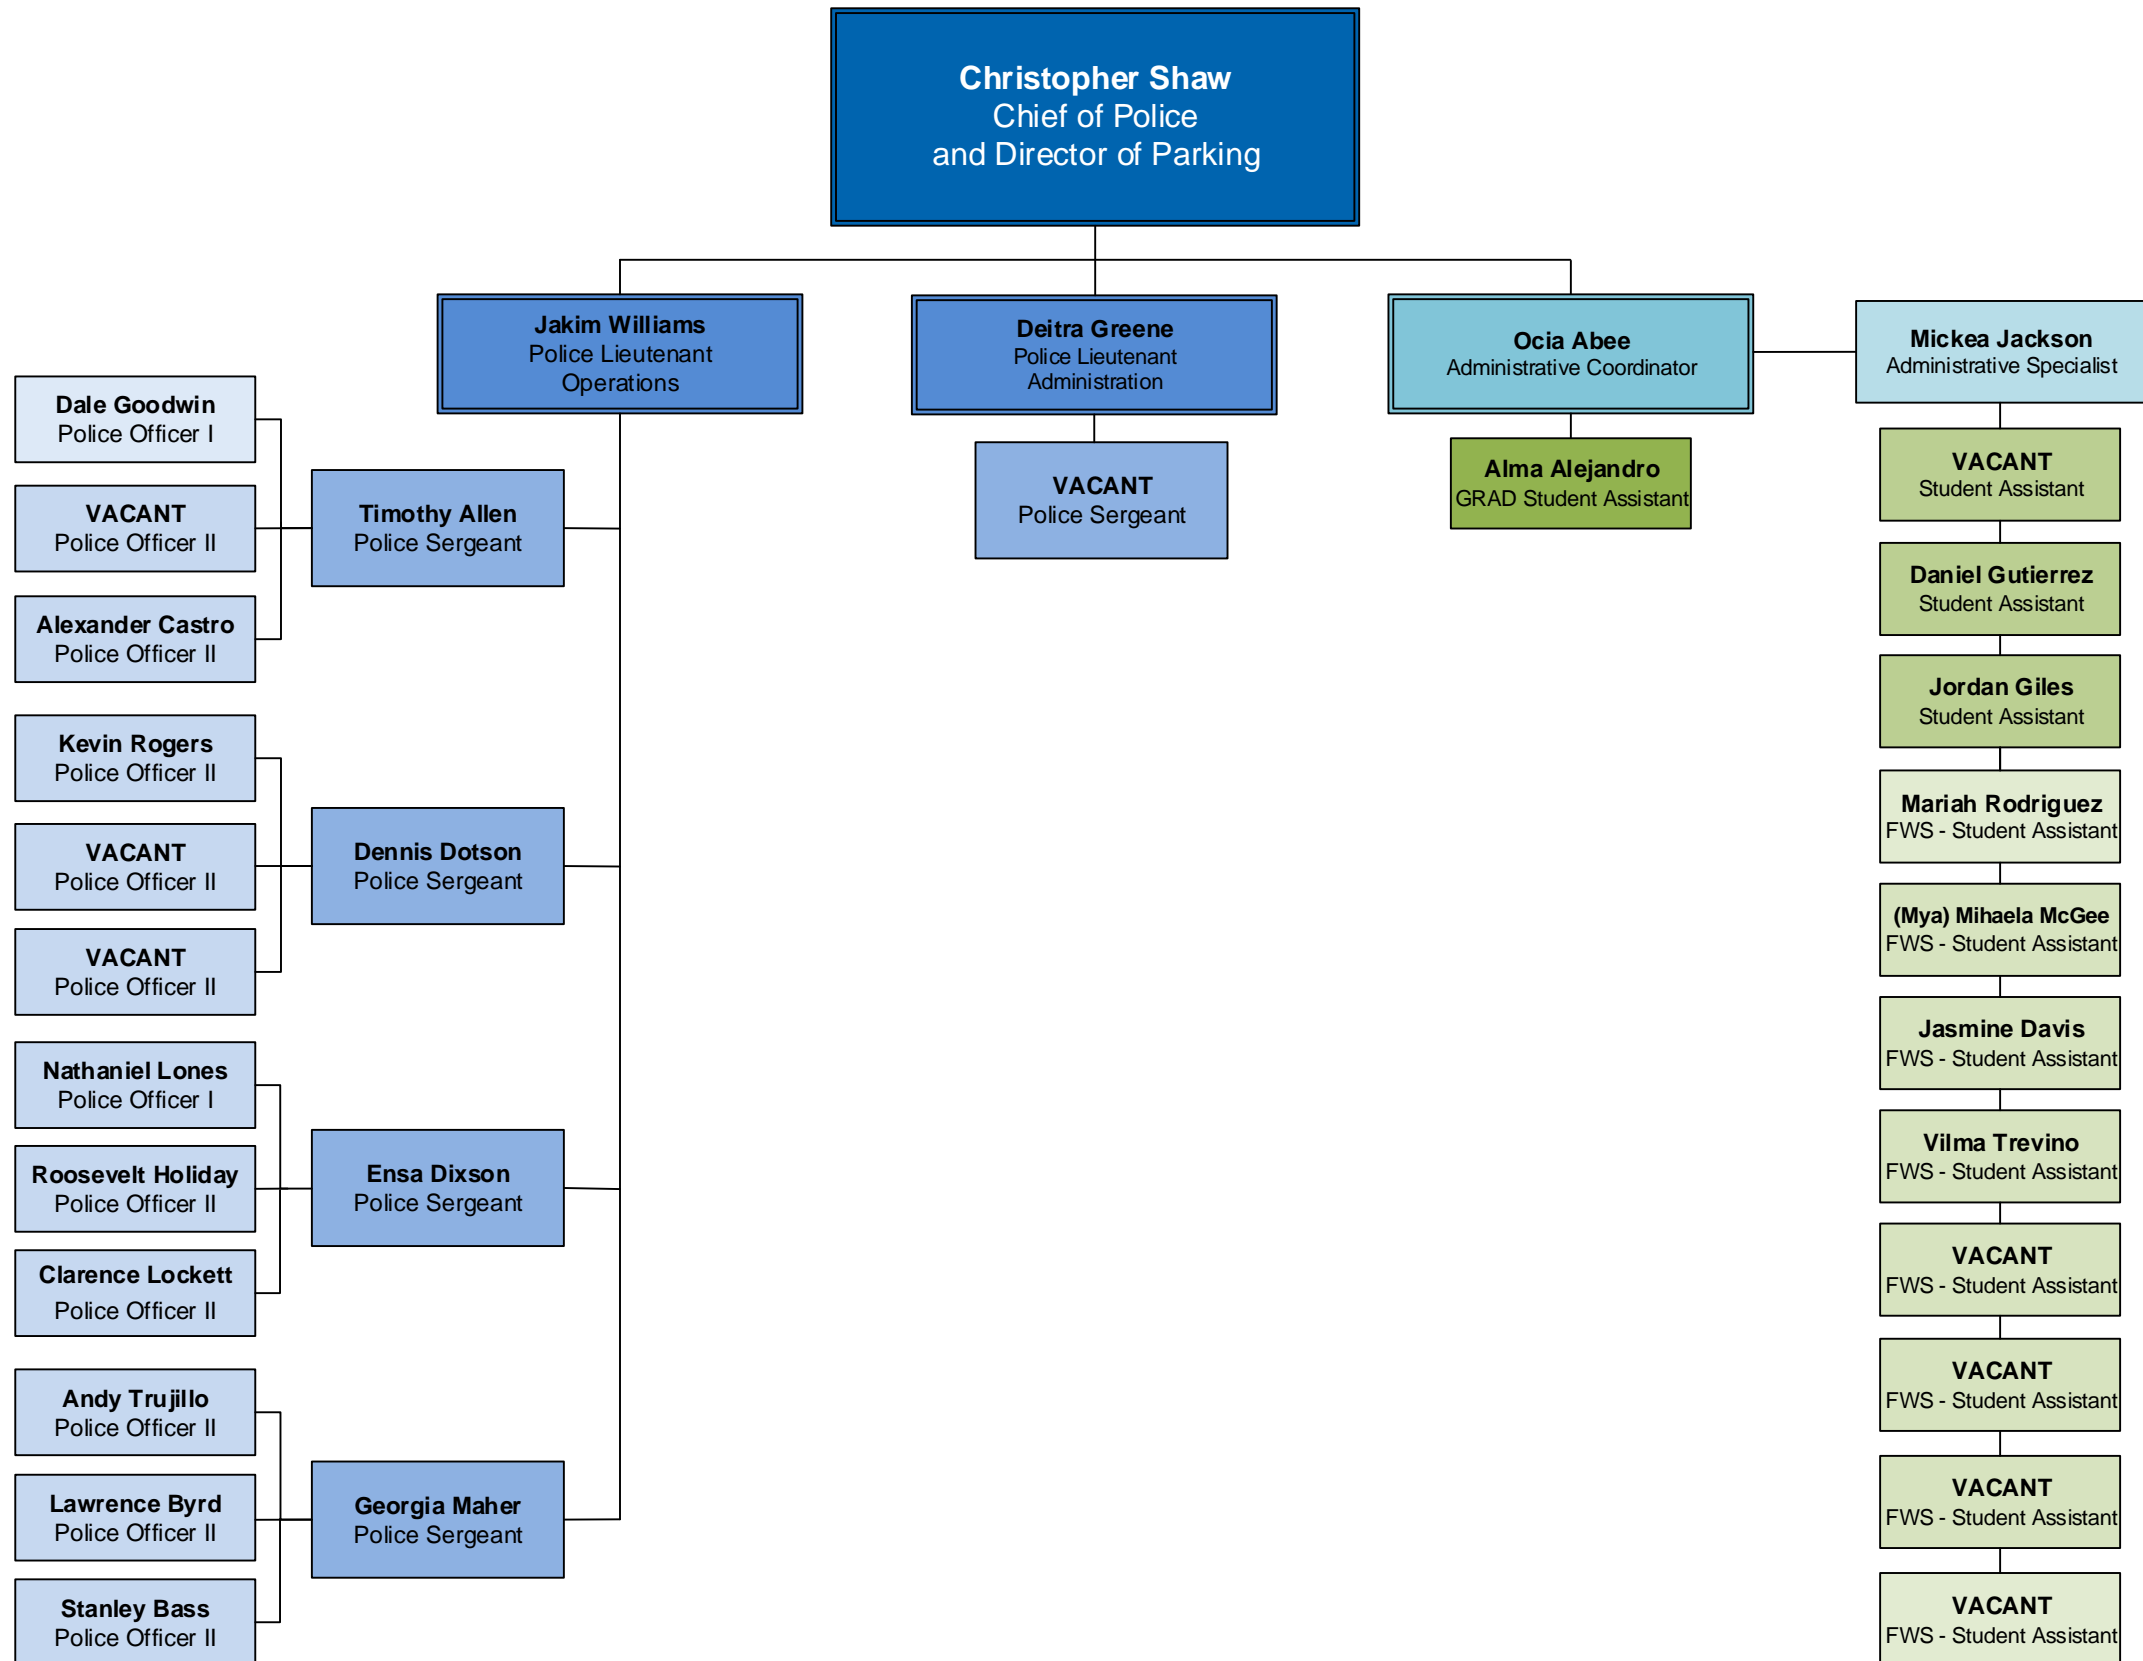 Christopher Shaw
Chief of Police
and Director of Parking
Jakim Williams
Police Lieutenant
Operations
Deitra Greene
Police Lieutenant
Administration
Ocia Abee
Administrative Coordinator
Mickea Jackson
Administrative Specialist
Dale Goodwin
Police Officer I
VACANT
Police Officer II
Alexander Castro
Police Officer II
Timothy Allen
Police Sergeant
Kevin Rogers
Police Officer II
VACANT
Police Officer II
VACANT
Police Officer II
Dennis Dotson
Police Sergeant
Nathaniel Lones
Police Officer I
Roosevelt Holiday
Police Officer II
Clarence Lockett
Police Officer II
Ensa Dixson
Police Sergeant
Andy Trujillo
Police Officer II
Lawrence Byrd
Police Officer II
Stanley Bass
Police Officer II
Georgia Maher
Police Sergeant
VACANT
Police Sergeant
Alma Alejandro
GRAD Student Assistant
VACANT
Student Assistant
Daniel Gutierrez
Student Assistant
Jordan Giles
Student Assistant
Mariah Rodriguez
FWS - Student Assistant
(Mya) Mihaela McGee
FWS - Student Assistant
Jasmine Davis
FWS - Student Assistant
Vilma Trevino
FWS - Student Assistant
VACANT
FWS - Student Assistant
VACANT
FWS - Student Assistant
VACANT
FWS - Student Assistant
VACANT
FWS - Student Assistant